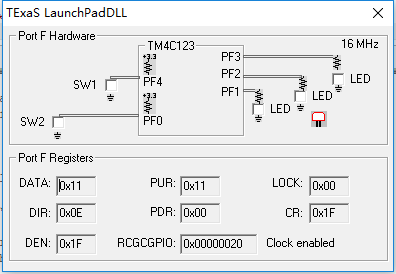 TExaS LaunchPadDLL
Port F Hardware
TM4C123
16 MHz
+3.3
PF3
SW1
PF4
PF2
LED
+3.3
PF1
LED
SW2
PF0
LED
Port F Registers
DATA: 0x11 PUR: 0x11 LOCK: 0x00
DIR: 0x0E PDR: 0x00 CR: 0x1F
DEN: 0x1F RCGCGPIO: 0x00000020 Clock enabled